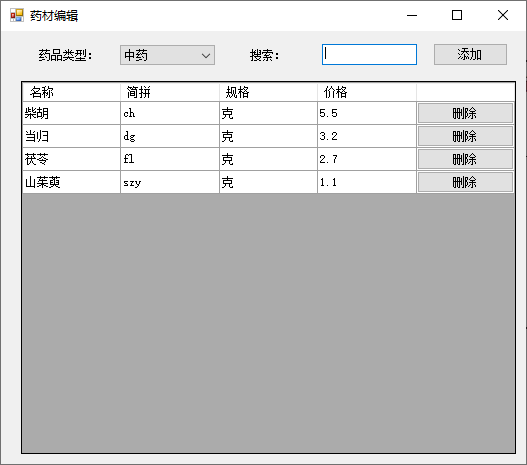 药材编辑
药品类型： 中药 搜索： 添加
名称 简拼 规格 价格
柴胡 ch 克 5.5 删除
当归 dg 克 3.2 删除
茯苓 fl 克 2.7 删除
山茱萸 szy 克 1.1 删除